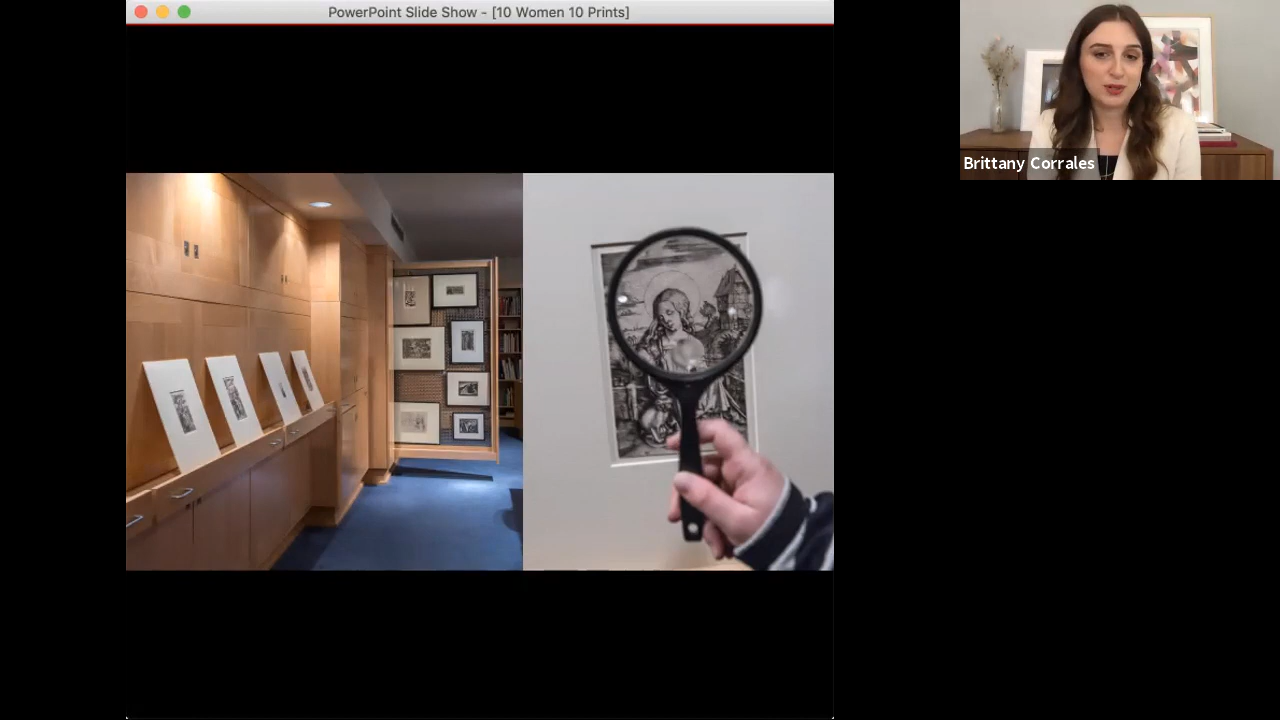 PowerPoint Slide Show - [10 Women 10 Prints]
Brittany Corrales